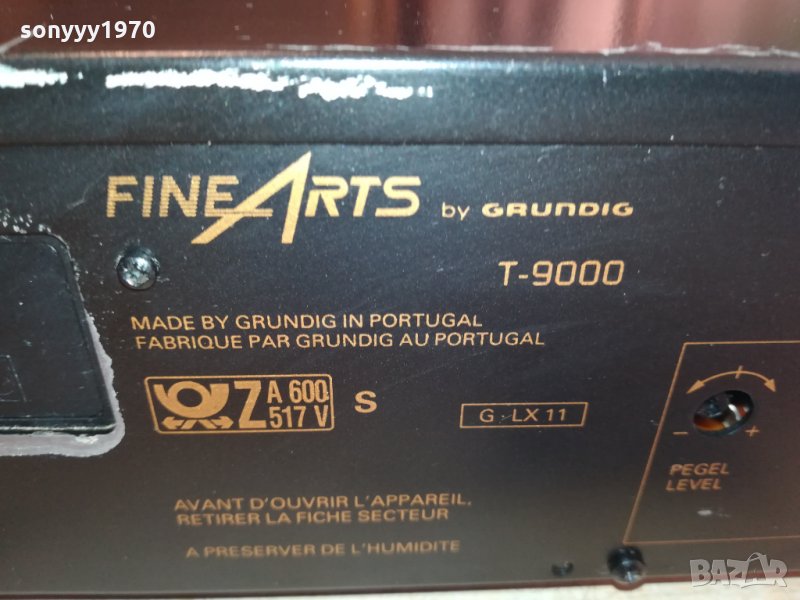 sonyyy1970
FINEARTS by GRUNDIG
T-9000
MADE BY GRUNDIG IN PORTUGAL
FABRIQUE PAR GRUNDIG AU PORTUGAL
Z A 600 S
517 V
G LX 11
- +
PEGEL
LEVEL
AVANT D'OUVRIR L'APPAREIL,
RETIRER LA FICHE SECTEUR
A PRESERVER DE L'HUMIDITE
BAZAR